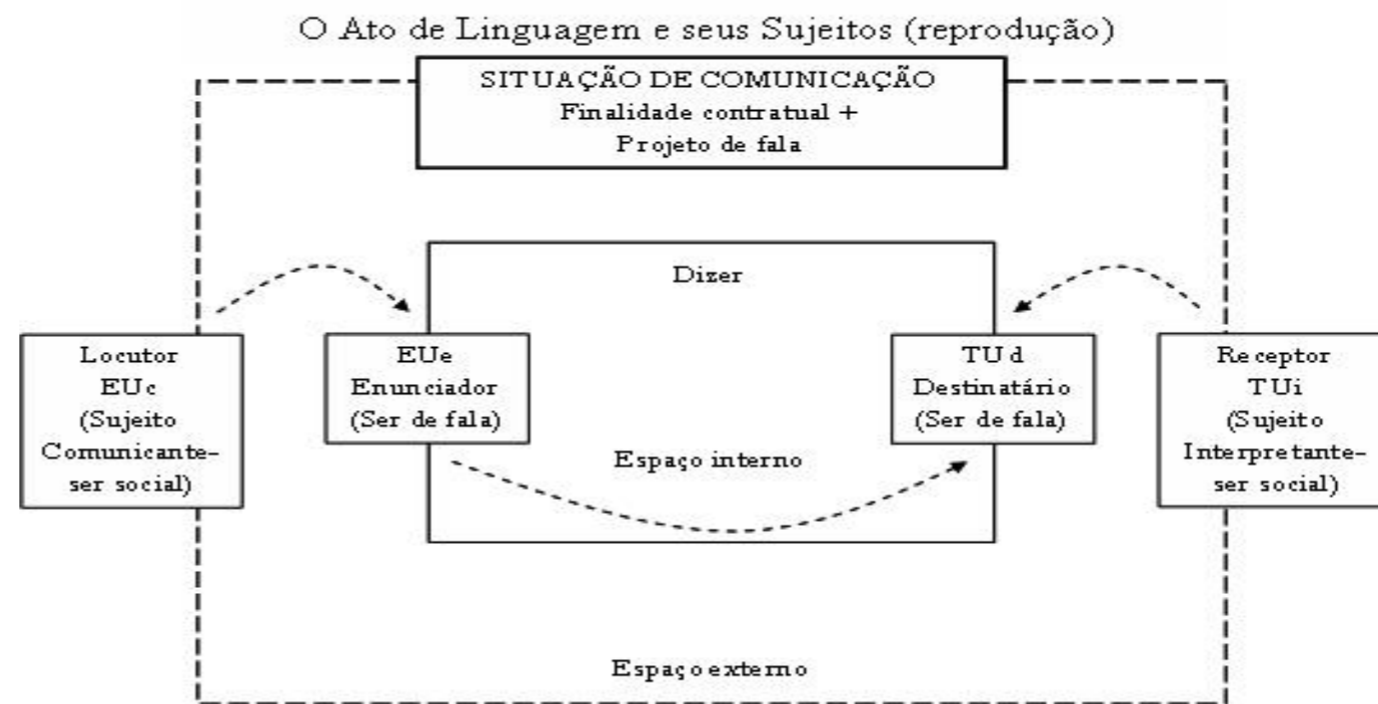 O Ato de Linguagem e seus Sujeitos (reprodução)
SITUAÇÃO DE COMUNICAÇÃO
Finalidade contratual +
Projeto de fala
Dizer
Locutor
EUc
(Sujeito
Comunicante-
ser social)
EUe
Enunciador
(Ser de fala)
TUd
Destinatário
(Ser de fala)
Receptor
TUi
(Sujeito
Interpretante-
ser social)
Espaço interno
Espaço externo